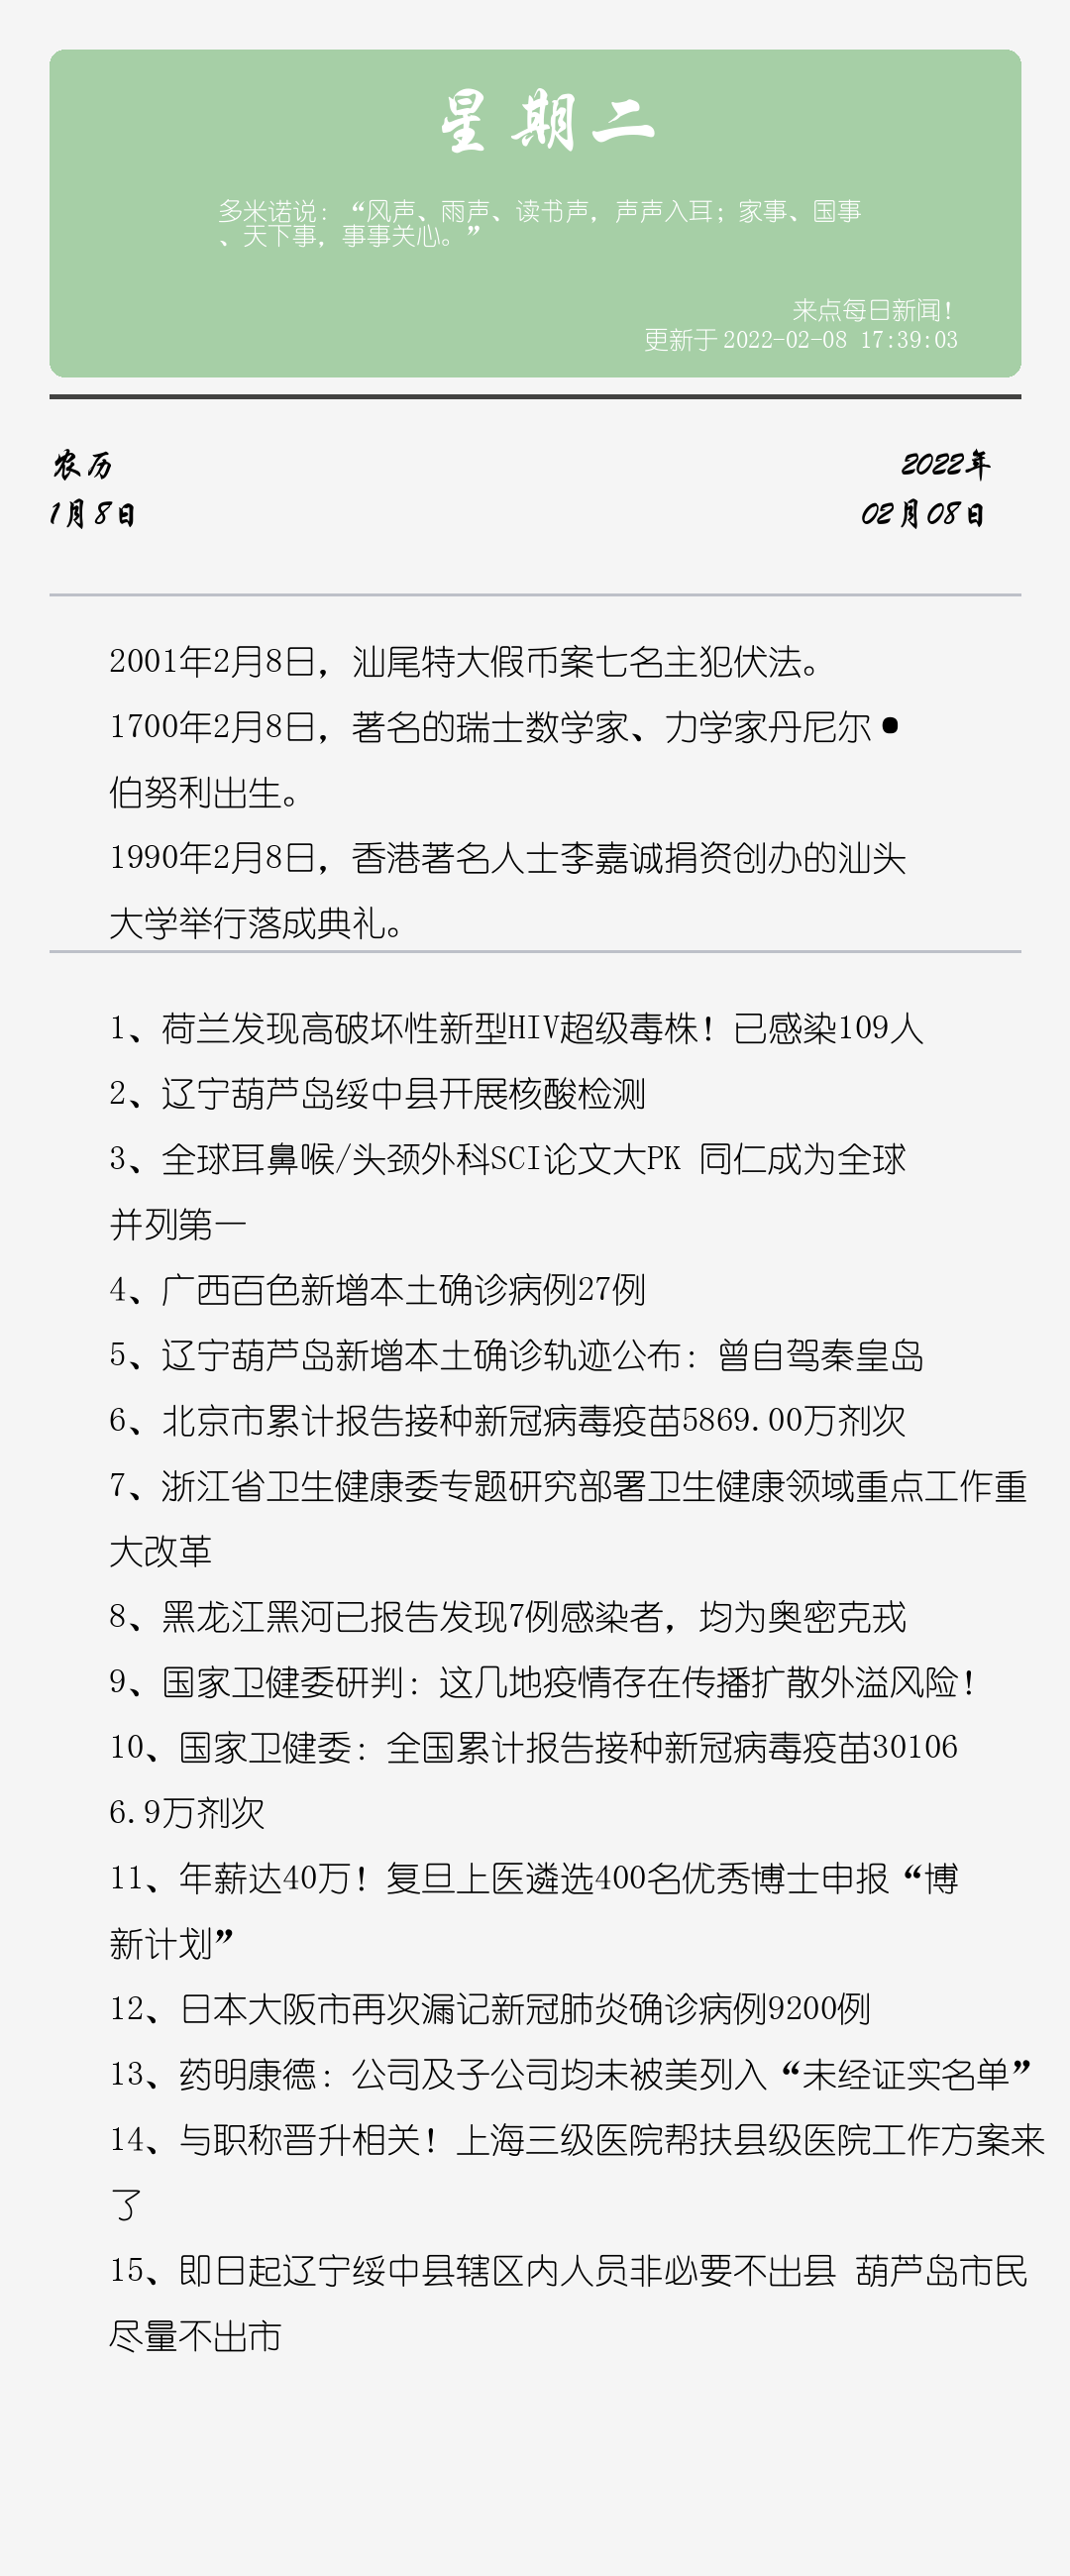 星期二
多米诺说：“风声、雨声、读书声，声声入耳；家事、国事
、天下事，事事关心。”
来点每日新闻！
更新于2022-02-08 17:39:03
农历
2022年
1月8日
02月08日
2001年2月8日，汕尾特大假币案七名主犯伏法。
1700年2月8日，著名的瑞士数学家、力学家丹尼尔•
伯努利出生。
1990年2月8日，香港著名人士李嘉诚捐资创办的汕头
大学举行落成典礼。
1、荷兰发现高破坏性新型HIV超级毒株！已感染109人
2、辽宁葫芦岛绥中县开展核酸检测
3、全球耳鼻喉/头颈外科SCI论文大PK 同仁成为全球
并列第一
4、广西百色新增本土确诊病例27例
5、辽宁葫芦岛新增本土确诊轨迹公布：曾自驾秦皇岛
6、北京市累计报告接种新冠病毒疫苗5869.00万剂次
7、浙江省卫生健康委专题研究部署卫生健康领域重点工作重
大改革
8、黑龙江黑河已报告发现7例感染者，均为奥密克戎
9、国家卫健委研判：这几地疫情存在传播扩散外溢风险！
10、国家卫健委：全国累计报告接种新冠病毒疫苗30106
6.9万剂次
11、年薪达40万！复旦上医遴选400名优秀博士申报“博
新计划”
12、日本大阪市再次漏记新冠肺炎确诊病例9200例
13、药明康德：公司及子公司均未被美列入“未经证实名单”
14、与职称晋升相关！上海三级医院帮扶县级医院工作方案来
了
15、即日起辽宁绥中县辖区内人员非必要不出县 葫芦岛市民
尽量不出市